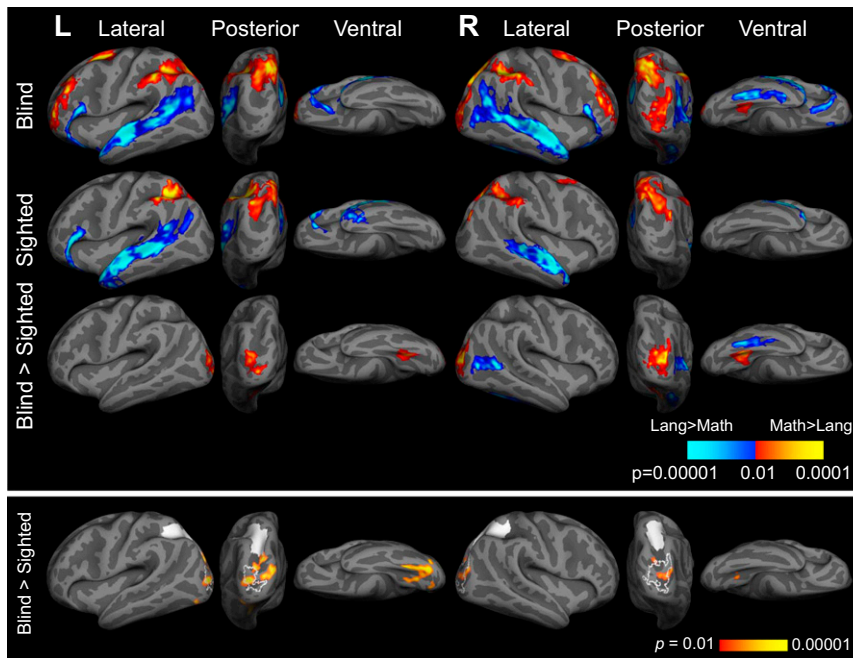 L Lateral Posterior Ventral R Lateral Posterior Ventral
Blind
Sighted
Blind > Sighted
Lang>Math Math>Lang
p=0.00001 0.01 0.0001
Blind > Sighted
p = 0.01 0.00001